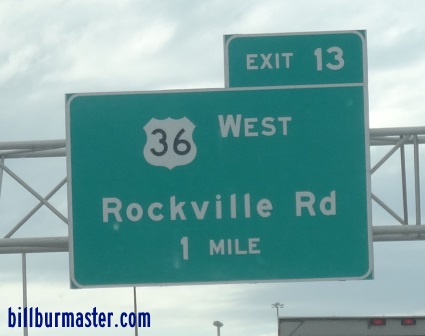 EXIT 13
36 WEST
Rockville Rd
1 MILE
billburmaster.com